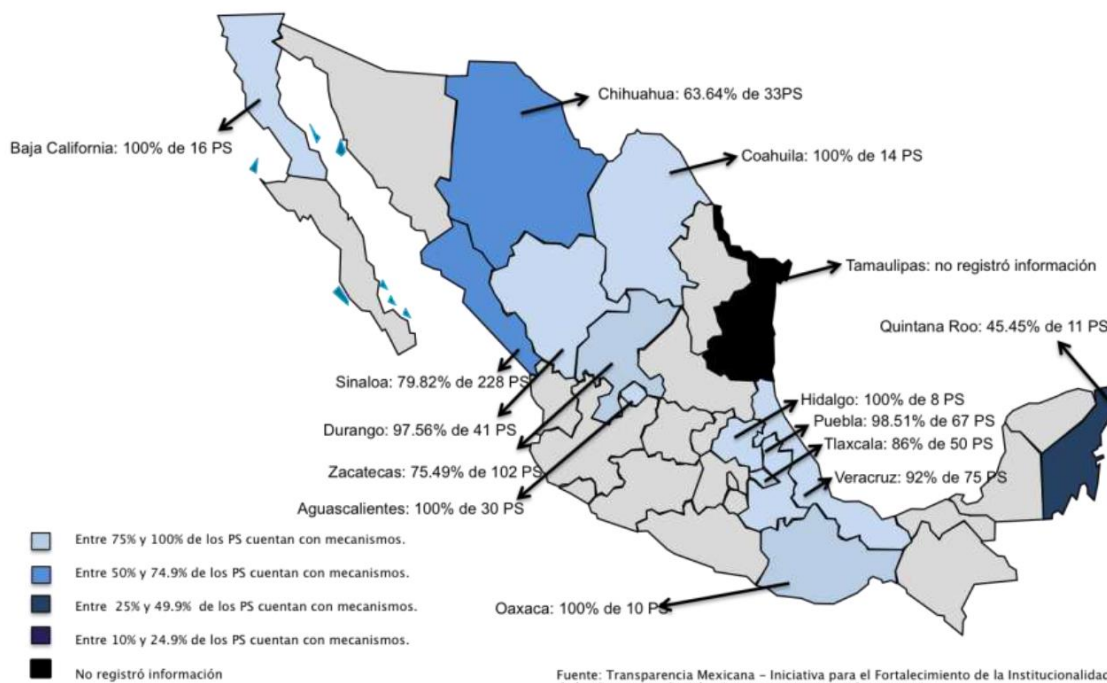 Chihuahua: 63.64% de 33PS
Baja California: 100% de 16 PS
Coahuila: 100% de 14 PS
Tamaulipas: no registró información
Quintana Roo: 45.45% de 11 PS
Sinaloa: 79.82% de 228 PS
Hidalgo: 100% de 8 PS
Puebla: 98.51% de 67 PS
Durango: 97.56% de 41 PS
Tlaxcala: 86% de 50 PS
Zacatecas: 75.49% de 102 PS
Veracruz: 92% de 75 PS
Aguascalientes: 100% de 30 PS
Entre 75% y 100% de los PS cuentan con mecanismos.
Entre 50% y 74.9% de los PS cuentan con mecanismos.
Entre 25% y 49.9% de los PS cuentan con mecanismos.
Oaxaca: 100% de 10 PS
Entre 10% y 24.9% de los PS cuentan con mecanismos.
No registró información
Fuente: Transparencia Mexicana – Iniciativa para el Fortalecimiento de la Institucionalidad